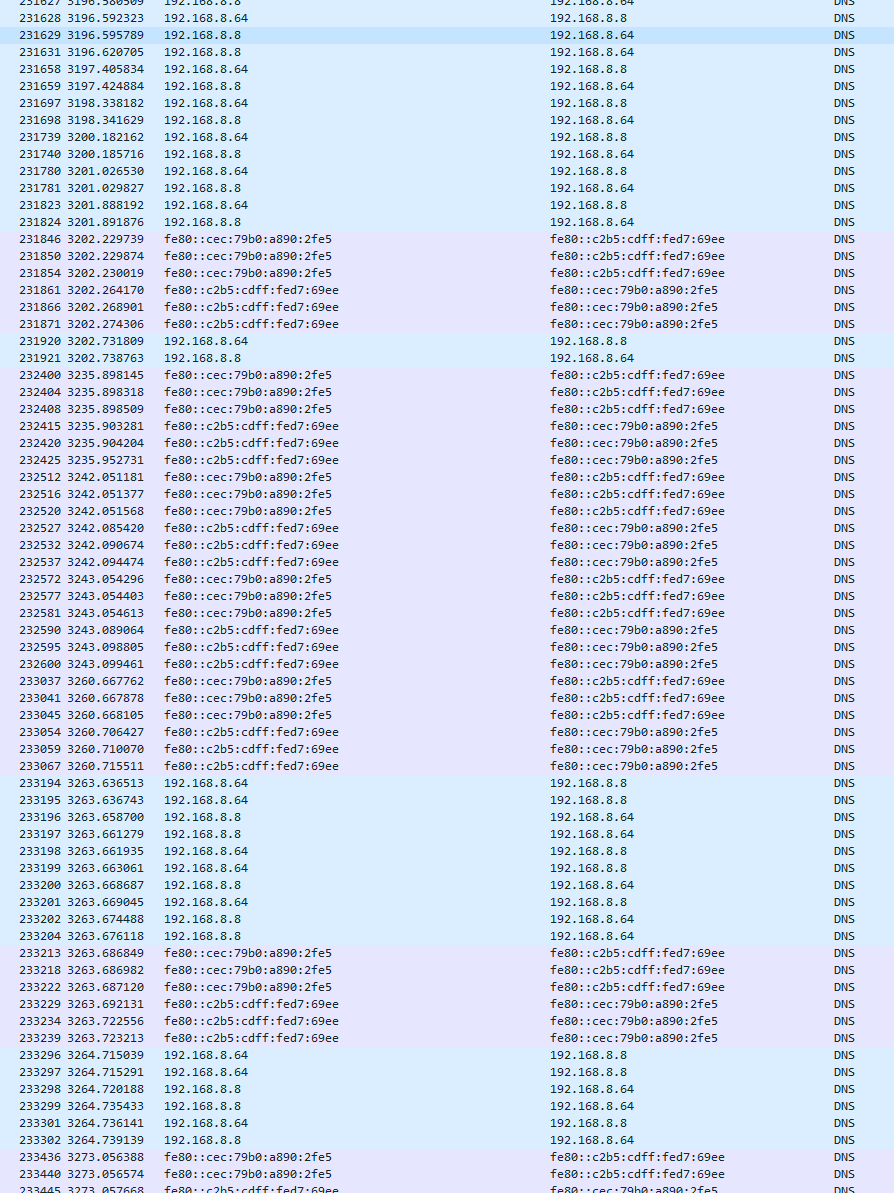 231627 3196.580509 192.168.8.8 192.168.8.64 DNS
231628 3196.592323 192.168.8.64 192.168.8.8 DNS
231629 3196.595789 192.168.8.8 192.168.8.64 DNS
231631 3196.620705 192.168.8.8 192.168.8.64 DNS
231658 3197.405834 192.168.8.64 192.168.8.8 DNS
231659 3197.424884 192.168.8.8 192.168.8.64 DNS
231697 3198.338182 192.168.8.64 192.168.8.8 DNS
231698 3198.341629 192.168.8.8 192.168.8.64 DNS
231739 3200.182162 192.168.8.64 192.168.8.8 DNS
231740 3200.185716 192.168.8.8 192.168.8.64 DNS
231780 3201.026530 192.168.8.64 192.168.8.8 DNS
231781 3201.029827 192.168.8.8 192.168.8.64 DNS
231823 3201.888192 192.168.8.64 192.168.8.8 DNS
231824 3201.891876 192.168.8.8 192.168.8.64 DNS
231846 3202.229739 fe80::cec:79b0:a890:2fe5 fe80::c2b5:cdff:fed7:69ee DNS
231850 3202.229874 fe80::cec:79b0:a890:2fe5 fe80::c2b5:cdff:fed7:69ee DNS
231854 3202.230019 fe80::cec:79b0:a890:2fe5 fe80::c2b5:cdff:fed7:69ee DNS
231861 3202.264170 fe80::c2b5:cdff:fed7:69ee fe80::cec:79b0:a890:2fe5 DNS
231866 3202.268901 fe80::c2b5:cdff:fed7:69ee fe80::cec:79b0:a890:2fe5 DNS
231871 3202.274306 fe80::c2b5:cdff:fed7:69ee fe80::cec:79b0:a890:2fe5 DNS
231920 3202.731809 192.168.8.64 192.168.8.8 DNS
231921 3202.738763 192.168.8.8 192.168.8.64 DNS
232400 3235.898145 fe80::cec:79b0:a890:2fe5 fe80::c2b5:cdff:fed7:69ee DNS
232404 3235.898318 fe80::cec:79b0:a890:2fe5 fe80::c2b5:cdff:fed7:69ee DNS
232408 3235.898509 fe80::cec:79b0:a890:2fe5 fe80::c2b5:cdff:fed7:69ee DNS
232415 3235.903281 fe80::c2b5:cdff:fed7:69ee fe80::cec:79b0:a890:2fe5 DNS
232420 3235.904204 fe80::c2b5:cdff:fed7:69ee fe80::cec:79b0:a890:2fe5 DNS
232425 3235.952731 fe80::c2b5:cdff:fed7:69ee fe80::cec:79b0:a890:2fe5 DNS
232512 3242.051181 fe80::cec:79b0:a890:2fe5 fe80::c2b5:cdff:fed7:69ee DNS
232516 3242.051377 fe80::cec:79b0:a890:2fe5 fe80::c2b5:cdff:fed7:69ee DNS
232520 3242.051568 fe80::cec:79b0:a890:2fe5 fe80::c2b5:cdff:fed7:69ee DNS
232527 3242.085420 fe80::c2b5:cdff:fed7:69ee fe80::cec:79b0:a890:2fe5 DNS
232532 3242.090674 fe80::c2b5:cdff:fed7:69ee fe80::cec:79b0:a890:2fe5 DNS
232537 3242.094474 fe80::c2b5:cdff:fed7:69ee fe80::cec:79b0:a890:2fe5 DNS
232572 3243.054296 fe80::cec:79b0:a890:2fe5 fe80::c2b5:cdff:fed7:69ee DNS
232577 3243.054403 fe80::cec:79b0:a890:2fe5 fe80::c2b5:cdff:fed7:69ee DNS
232581 3243.054613 fe80::cec:79b0:a890:2fe5 fe80::c2b5:cdff:fed7:69ee DNS
232590 3243.089064 fe80::c2b5:cdff:fed7:69ee fe80::cec:79b0:a890:2fe5 DNS
232595 3243.098805 fe80::c2b5:cdff:fed7:69ee fe80::cec:79b0:a890:2fe5 DNS
232600 3243.099461 fe80::c2b5:cdff:fed7:69ee fe80::cec:79b0:a890:2fe5 DNS
233037 3260.667762 fe80::cec:79b0:a890:2fe5 fe80::c2b5:cdff:fed7:69ee DNS
233041 3260.667878 fe80::cec:79b0:a890:2fe5 fe80::c2b5:cdff:fed7:69ee DNS
233045 3260.668105 fe80::cec:79b0:a890:2fe5 fe80::c2b5:cdff:fed7:69ee DNS
233054 3260.706427 fe80::c2b5:cdff:fed7:69ee fe80::cec:79b0:a890:2fe5 DNS
233059 3260.710070 fe80::c2b5:cdff:fed7:69ee fe80::cec:79b0:a890:2fe5 DNS
233067 3260.715511 fe80::c2b5:cdff:fed7:69ee fe80::cec:79b0:a890:2fe5 DNS
233194 3263.636513 192.168.8.64 192.168.8.8 DNS
233195 3263.636743 192.168.8.64 192.168.8.8 DNS
233196 3263.658700 192.168.8.8 192.168.8.64 DNS
233197 3263.661279 192.168.8.8 192.168.8.64 DNS
233198 3263.661935 192.168.8.64 192.168.8.8 DNS
233199 3263.663061 192.168.8.64 192.168.8.8 DNS
233200 3263.668687 192.168.8.8 192.168.8.64 DNS
233201 3263.669045 192.168.8.64 192.168.8.8 DNS
233202 3263.674488 192.168.8.8 192.168.8.64 DNS
233204 3263.676118 192.168.8.8 192.168.8.64 DNS
233213 3263.686849 fe80::cec:79b0:a890:2fe5 fe80::c2b5:cdff:fed7:69ee DNS
233218 3263.686982 fe80::cec:79b0:a890:2fe5 fe80::c2b5:cdff:fed7:69ee DNS
233222 3263.687120 fe80::cec:79b0:a890:2fe5 fe80::c2b5:cdff:fed7:69ee DNS
233229 3263.692131 fe80::c2b5:cdff:fed7:69ee fe80::cec:79b0:a890:2fe5 DNS
233234 3263.722556 fe80::c2b5:cdff:fed7:69ee fe80::cec:79b0:a890:2fe5 DNS
233239 3263.723213 fe80::c2b5:cdff:fed7:69ee fe80::cec:79b0:a890:2fe5 DNS
233296 3264.715039 192.168.8.64 192.168.8.8 DNS
233297 3264.715291 192.168.8.64 192.168.8.8 DNS
233298 3264.720188 192.168.8.8 192.168.8.64 DNS
233299 3264.735433 192.168.8.8 192.168.8.64 DNS
233301 3264.736141 192.168.8.64 192.168.8.8 DNS
233302 3264.739139 192.168.8.8 192.168.8.64 DNS
233436 3273.056388 fe80::cec:79b0:a890:2fe5 fe80::c2b5:cdff:fed7:69ee DNS
233440 3273.056574 fe80::cec:79b0:a890:2fe5 fe80::c2b5:cdff:fed7:69ee DNS
233445 3273.057668 fe80::cec:79b0:a890:2fe5 fe80::c2b5:cdff:fed7:69ee DNS